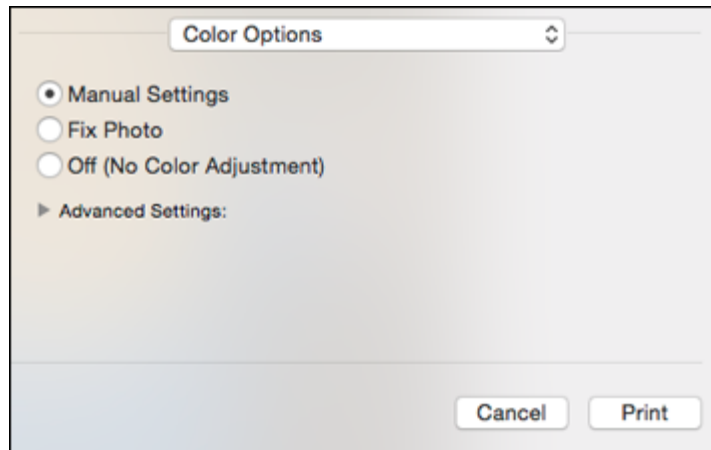 Color Options
Manual Settings
Fix Photo
Off (No Color Adjustment)
Advanced Settings:
Cancel Print